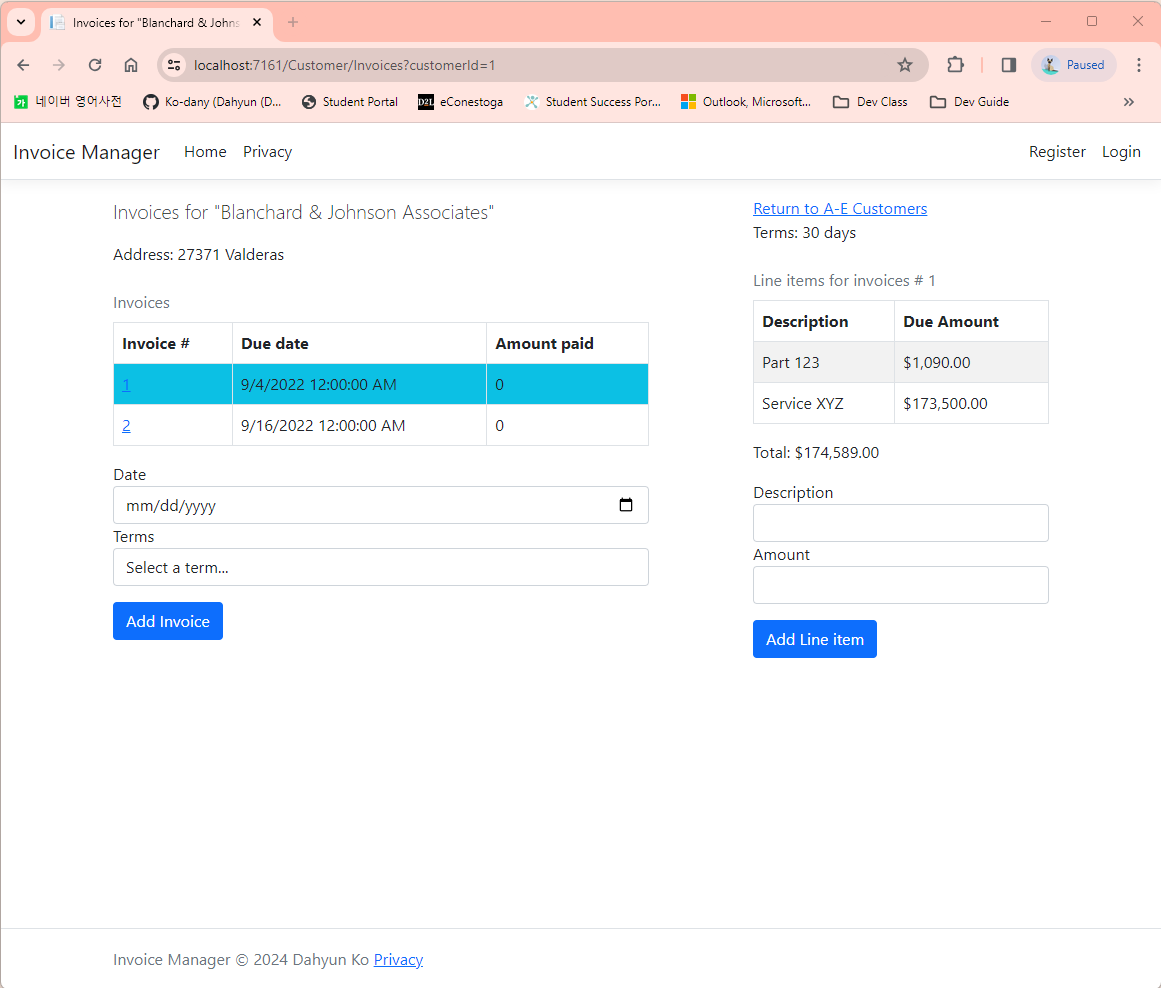 Invoices for "Blanchard & Johns
localhost:7161/Customer/Invoices?customerId=1
Paused
네이버 영어사전
Ko-dany (Dahyun (D...
Student Portal
D2L eConestoga
Student Success Por...
Outlook, Microsoft...
Dev Class
Dev Guide
Invoice Manager Home Privacy Register Login
Invoices for "Blanchard & Johnson Associates"
Address: 27371 Valderas
Invoices
Invoice # Due date Amount paid
1 9/4/2022 12:00:00 AM 0
2 9/16/2022 12:00:00 AM 0
Date
mm/dd/yyyy
Terms
Select a term...
Add Invoice
Return to A-E Customers
Terms: 30 days
Line items for invoices # 1
Description Due Amount
Part 123 $1,090.00
Service XYZ $173,500.00
Total: $174,589.00
Description
Amount
Add Line item
Invoice Manager © 2024 Dahyun Ko Privacy